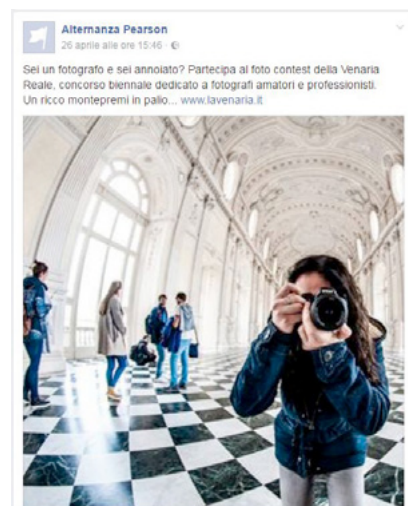 Alternanza Pearson
26 aprile alle ore 15:46 ·
Sei un fotografo e sei annoiato? Partecipa al foto contest della Venaria
Reale, concorso biennale dedicato a fotografi amatori e professionisti.
Un ricco montepremi in palio... www.lavenaria.it